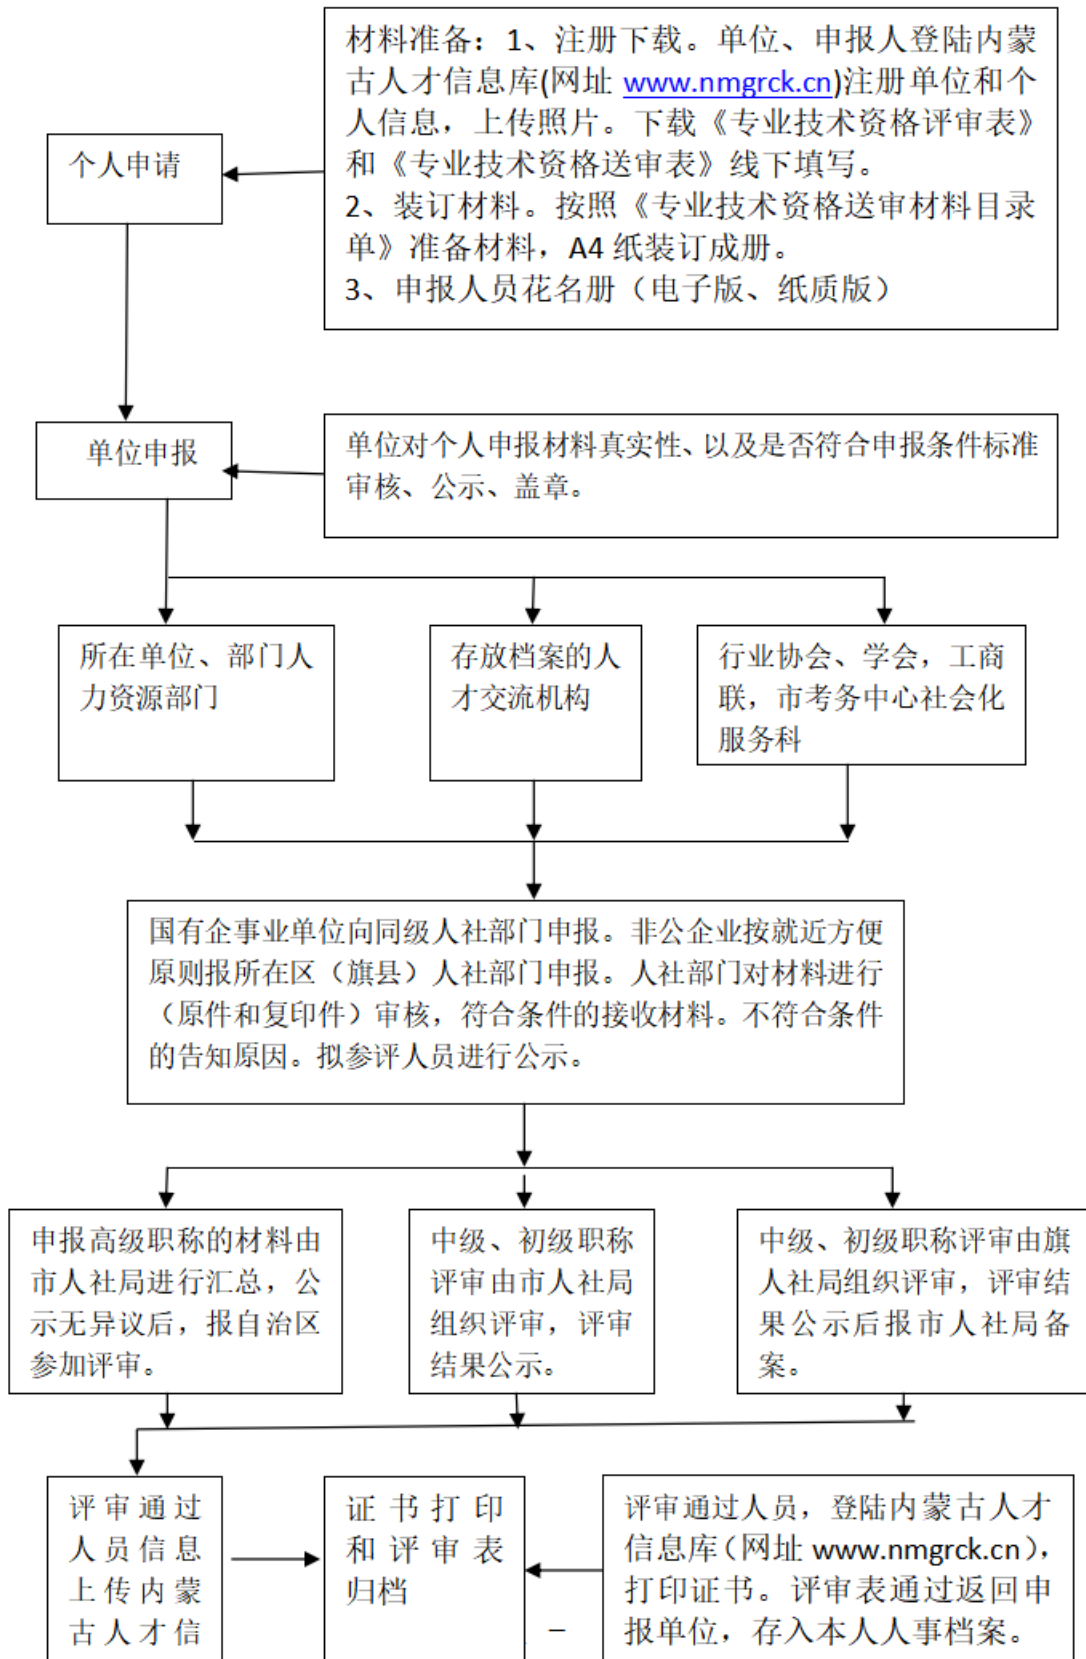 材料准备：1、注册下载。单位、申报人登陆内蒙
古人才信息库(网址 www.nmgrck.cn)注册单位和个
人信息，上传照片。下载《专业技术资格评审表》
和《专业技术资格送审表》线下填写。
2、装订材料。按照《专业技术资格送审材料目录
单》准备材料，A4 纸装订成册。
3、申报人员花名册（电子版、纸质版）
个人申请
单位申报
单位对个人申报材料真实性、以及是否符合申报条件标准
审核、公示、盖章。
所在单位、部门人
力资源部门
存放档案的人
才交流机构
行业协会、学会，工商
联，市考务中心社会化
服务科
国有企事业单位向同级人社部门申报。非公企业按就近方便
原则报所在区（旗县）人社部门申报。人社部门对材料进行
（原件和复印件）审核，符合条件的接收材料。不符合条件
的告知原因。拟参评人员进行公示。
申报高级职称的材料由
市人社局进行汇总，公
示无异议后，报自治区
参加评审。
中级、初级职称
评审由市人社局
组织评审，评审
结果公示。
中级、初级职称评审由旗
人社局组织评审，评审结
果公示后报市人社局备
案。
评审通过
人员信息
上传内蒙
古人才信
证书打印
和评审表
归档
评审通过人员，登陆内蒙古人才
信息库（网址 www.nmgrck.cn），
打印证书。评审表通过返回申
报单位，存入本人人事档案。